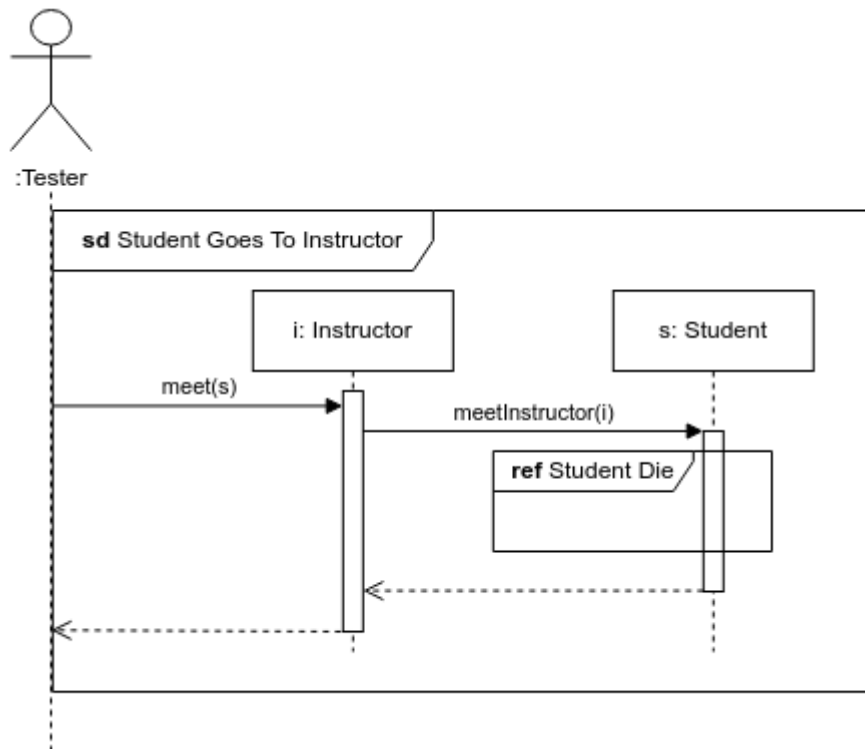 :Tester
sd Student Goes To Instructor
i: Instructor
s: Student
meet(s)
meetInstructor(i)
ref Student Die